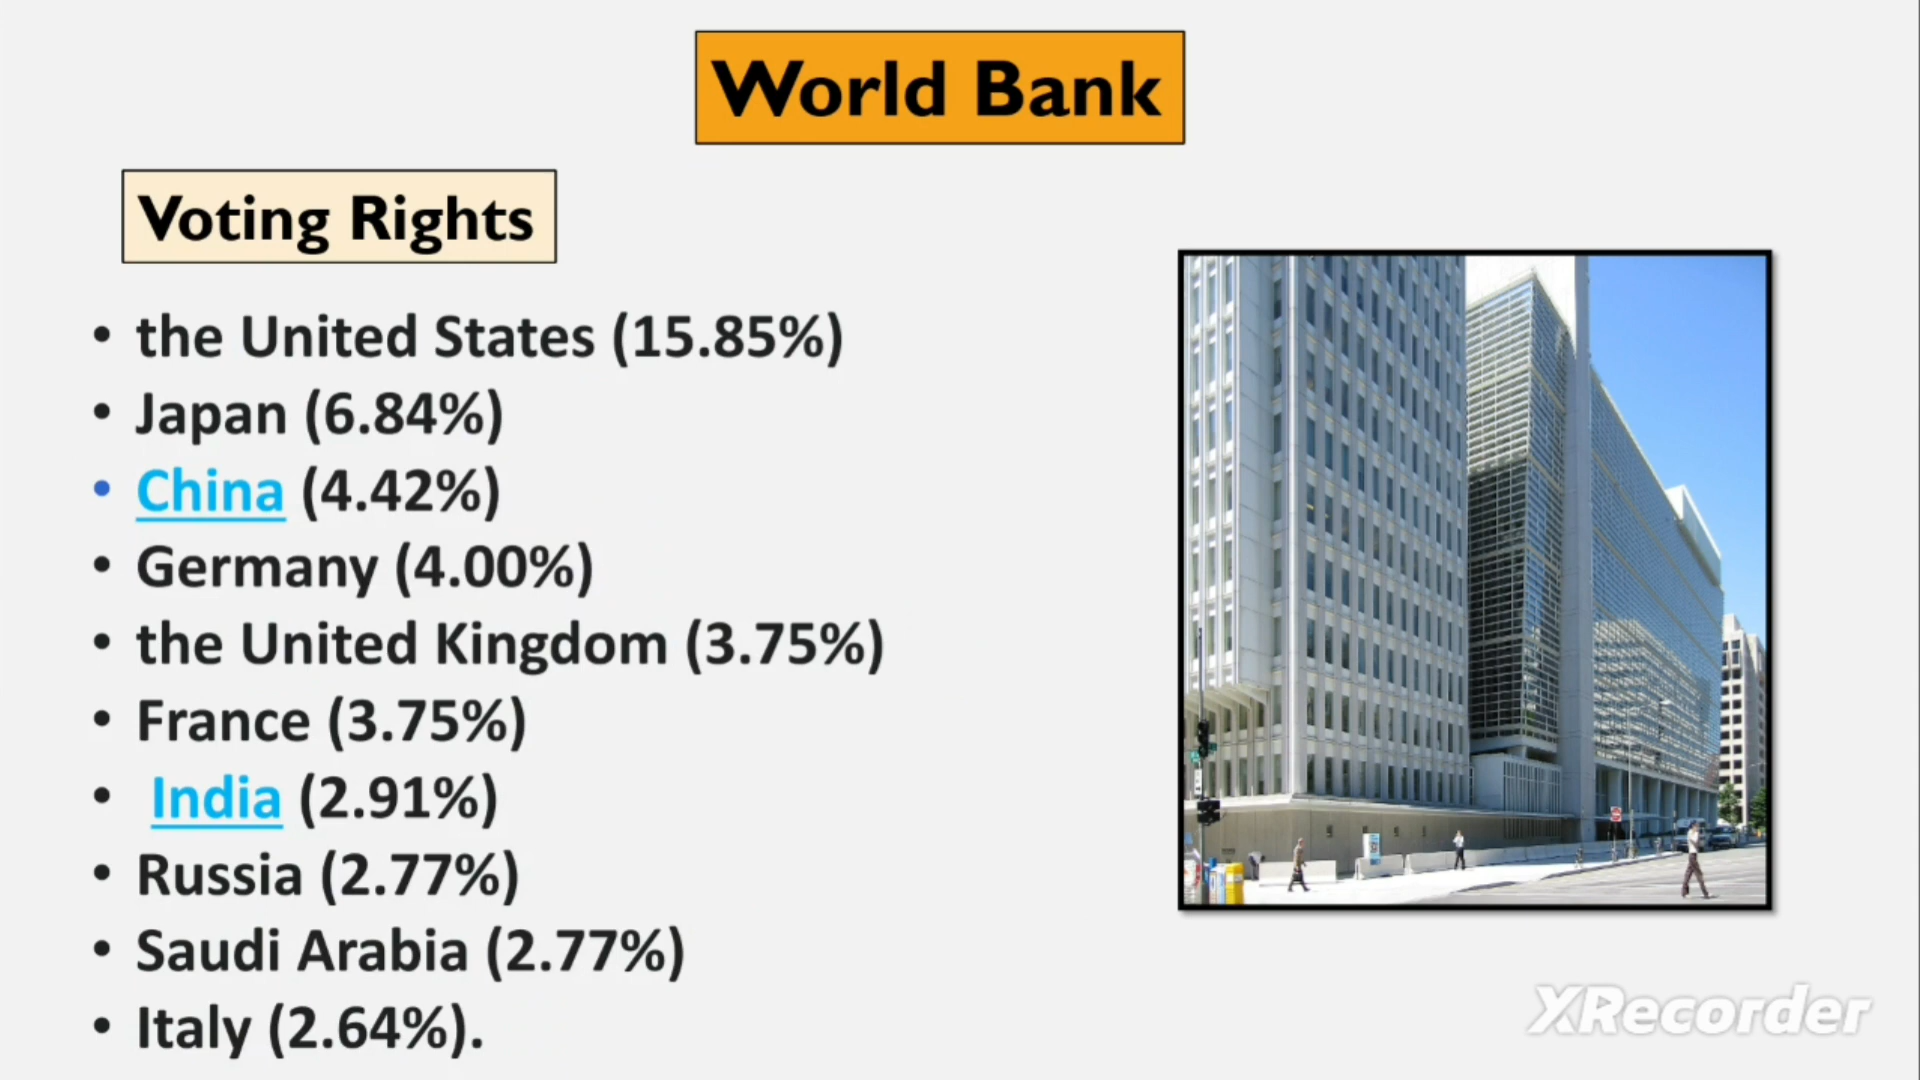 World Bank
Voting Rights
• the United States (15.85%)
• Japan (6.84%)
• China (4.42%)
• Germany (4.00%)
• the United Kingdom (3.75%)
• France (3.75%)
• India (2.91%)
• Russia (2.77%)
• Saudi Arabia (2.77%)
• Italy (2.64%).
XRecorder